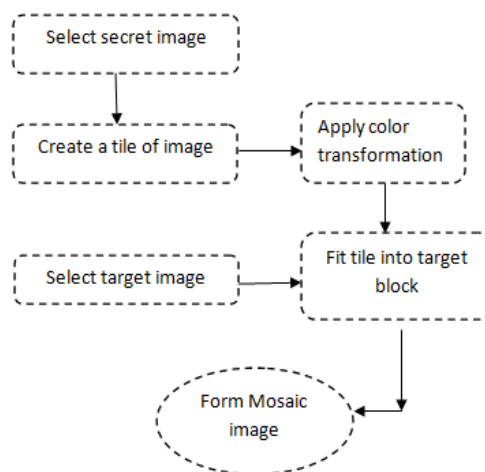 Select secret image
Create a tile of image
Apply color
transformation
Select target image
Fit tile into target
block
Form Mosaic
image